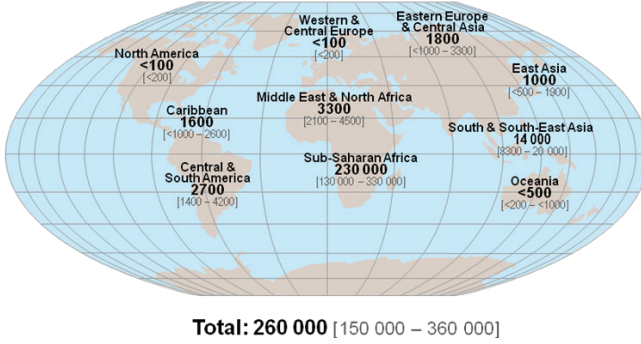 Western &
Central Europe
<100
[<200]
Eastern Europe
& Central Asia
1800
[<1000 – 3300]
North America
<100
[<200]
East Asia
1000
[<500 – 1900]
Middle East & North Africa
3300
[2100 – 4500]
Caribbean
1600
[<1000 – 2600]
South & South-East Asia
14 000
[8300 – 20 000]
Sub-Saharan Africa
230 000
[130 000 – 330 000]
Central &
South America
2700
[1400 – 4200]
Oceania
<500
[<200 – <1000]
Total: 260 000 [150 000 – 360 000]